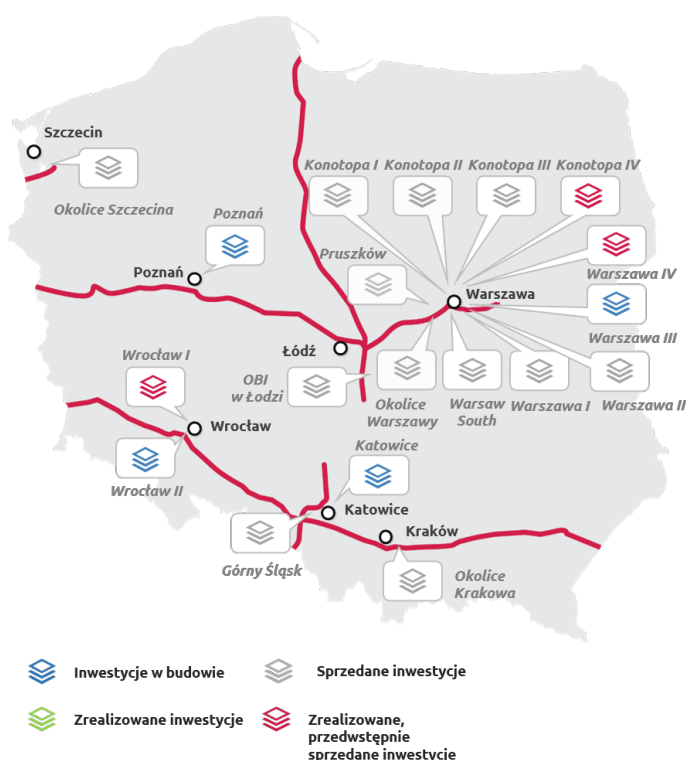 Szczecin
Okolice Szczecina
Poznań
Poznań
Konotopa I
Konotopa II
Konotopa III
Konotopa IV
Pruszków
Warszawa IV
Warszawa
Warszawa III
Łódź
OBI
w Łodzi
Okolice
Warszawy
Warsaw
South
Warszawa I
Warszawa II
Wrocław I
Wrocław
Wrocław II
Katowice
Katowice
Górny Śląsk
Kraków
Okolice
Krakowa
Inwestycje w budowie
Sprzedane inwestycje
Zrealizowane inwestycje
Zrealizowane,
przedwstępnie
sprzedane inwestycje